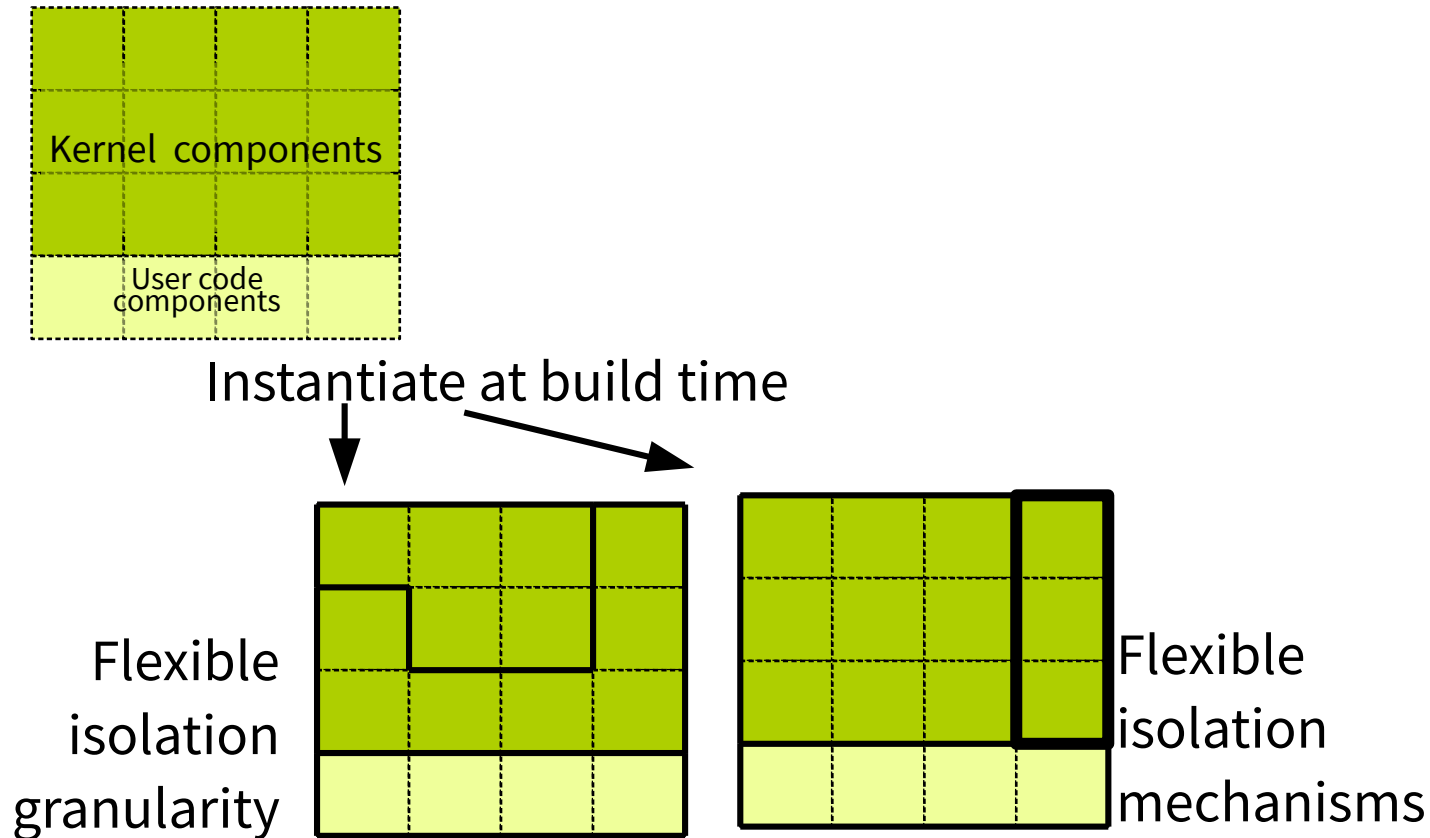 Kernel components
User code
components
Instantiate at build time
Flexible
isolation
granularity
Flexible
isolation
mechanisms